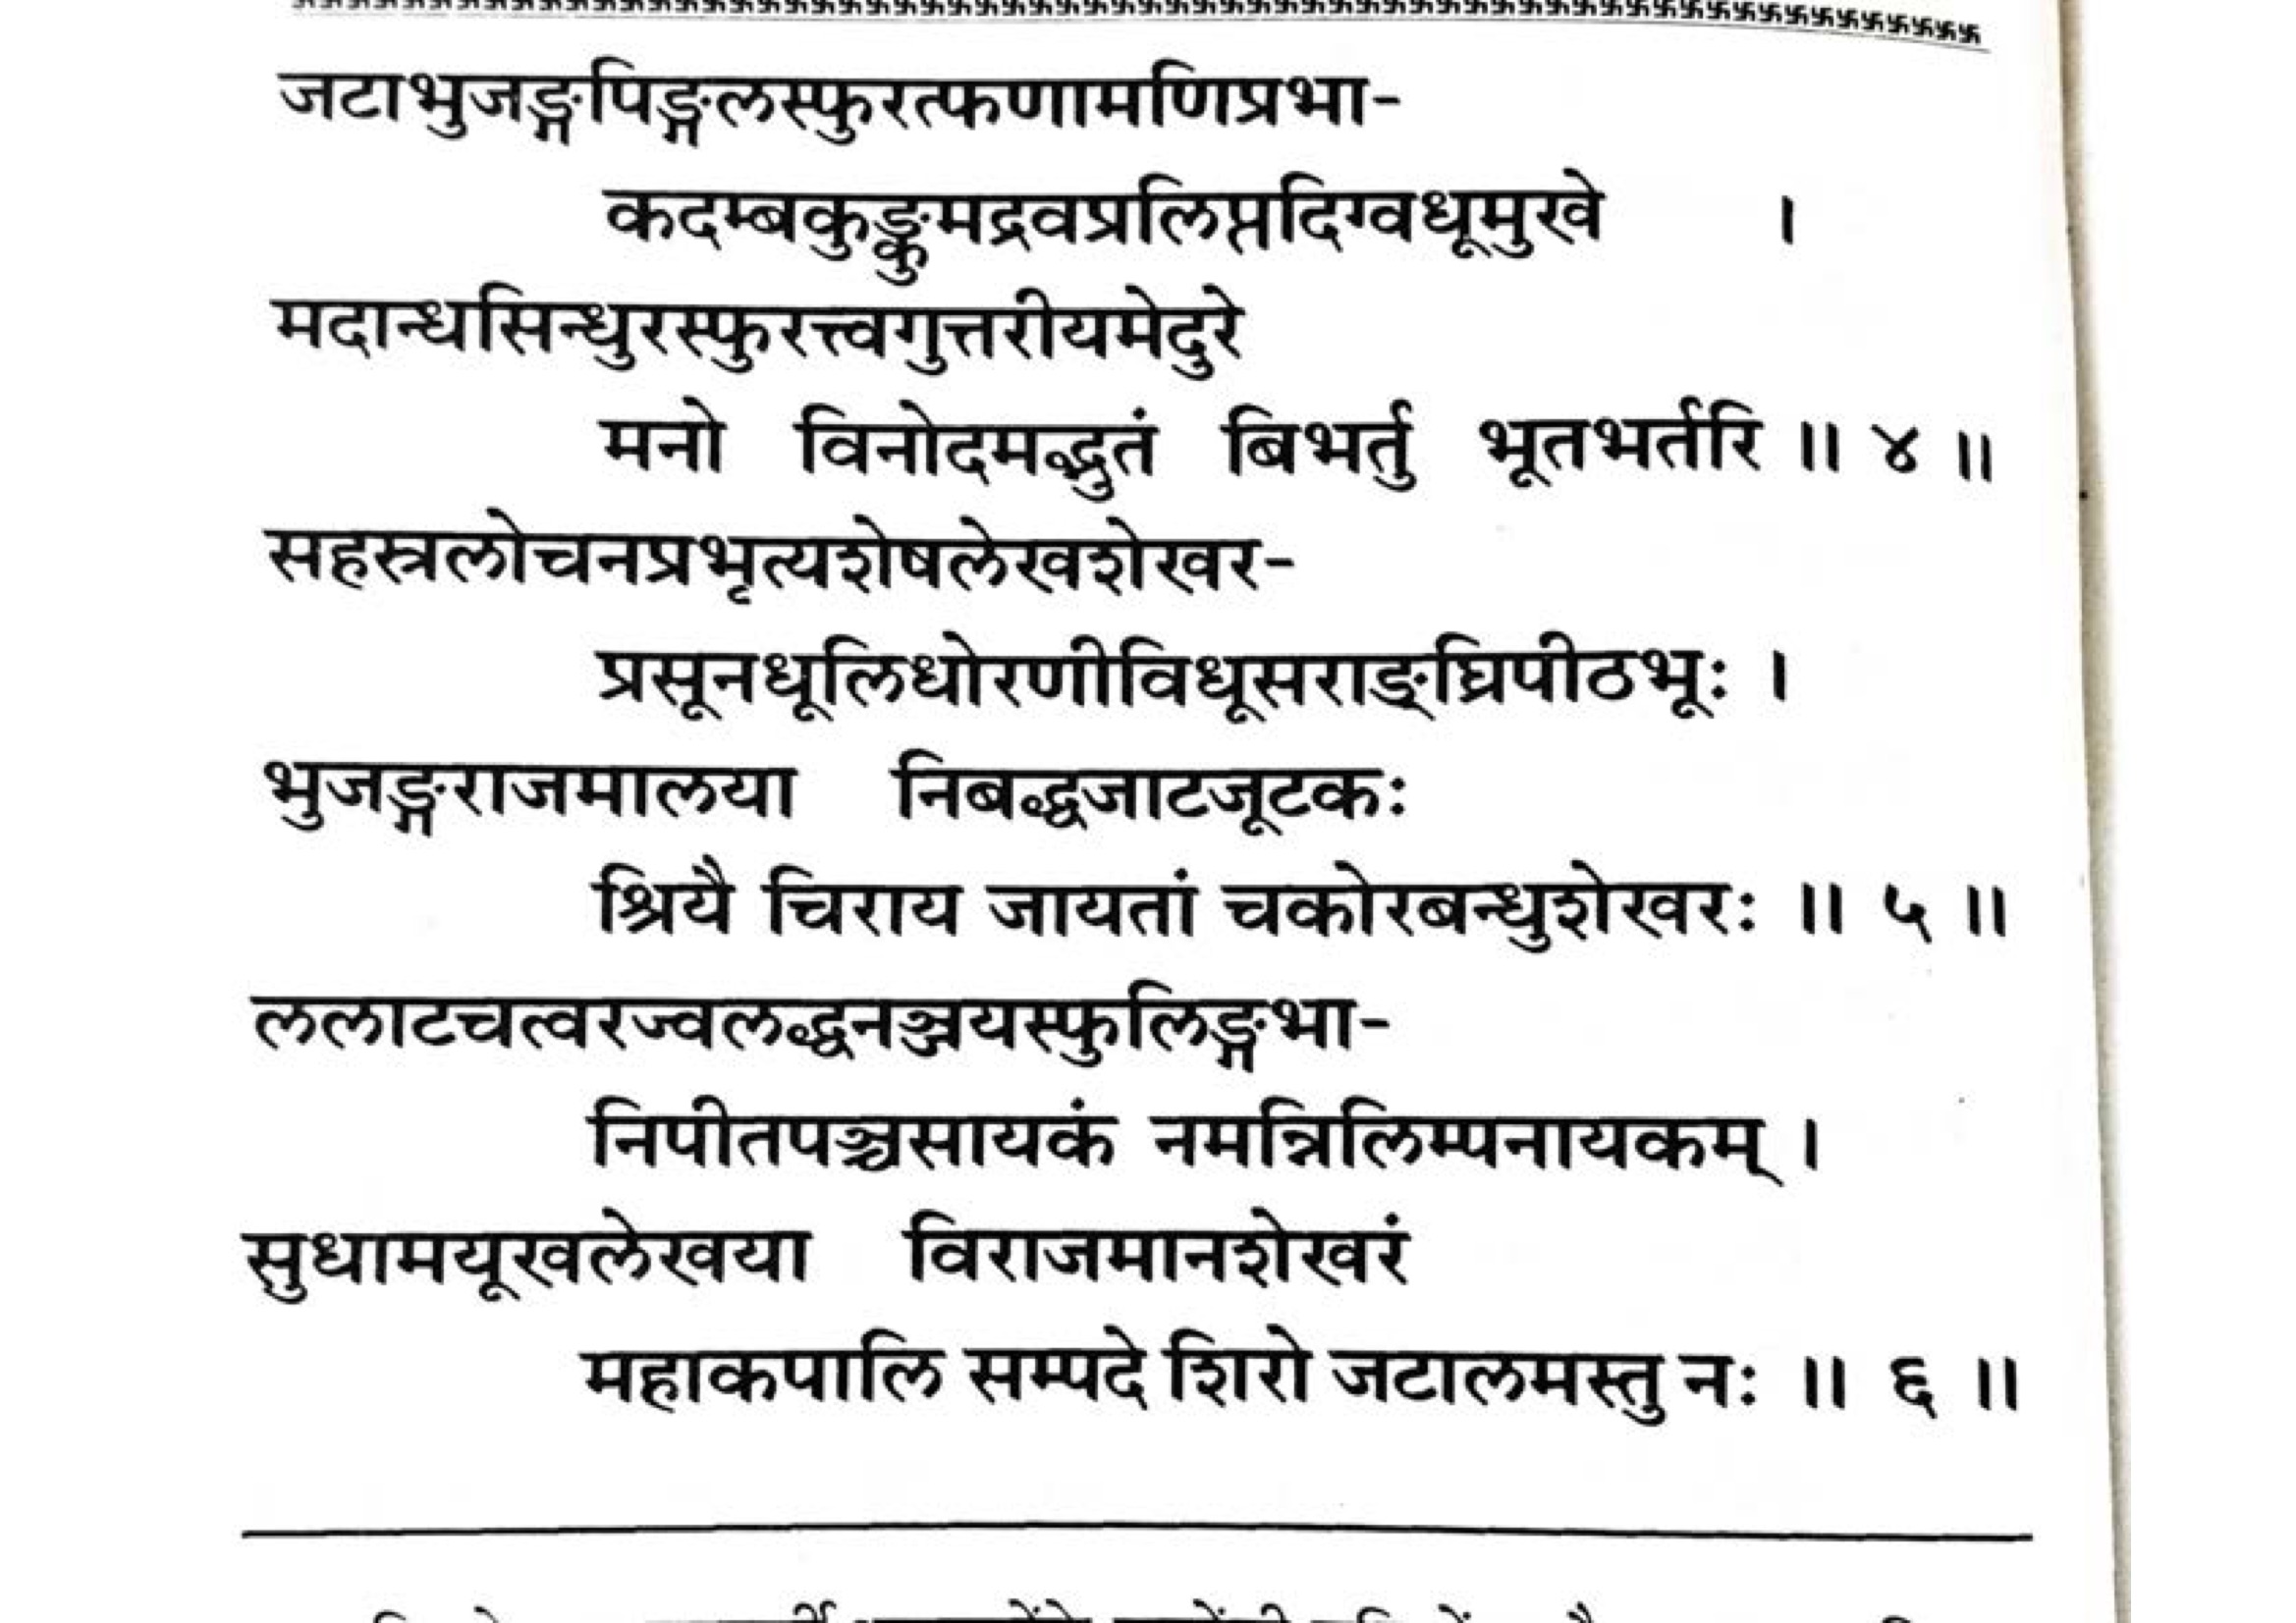 जटाभुजङ्गपिङ्गलस्फुरत्फणामणिप्रभा-
कदम्बकुङ्कुमद्रवप्रलिप्तदिग्वधूमुखे ।
मदान्धसिन्धुरस्फुरत्त्वगुत्तरीयमेदुरे
मनो विनोदमद्भुतं बिभर्तु भूतभर्तरि ॥ ४ ॥
सहस्रलोचनप्रभृत्यशेषलेखशेखर-
प्रसूनधूलिधोरणीविधूसराङ्घ्रिपीठभूः ।
भुजङ्गराजमालया निबद्धजाटजूटकः
श्रियै चिराय जायतां चकोरबन्धुशेखरः ॥ ५ ॥
ललाटचत्वरज्वलद्धनञ्जयस्फुलिङ्गभा-
निपीतपञ्चसायकं नमन्निलिम्पनायकम् ।
सुधामयूखलेखया विराजमानशेखरं
महाकपालि सम्पदे शिरो जटालमस्तु नः ॥ ६ ॥